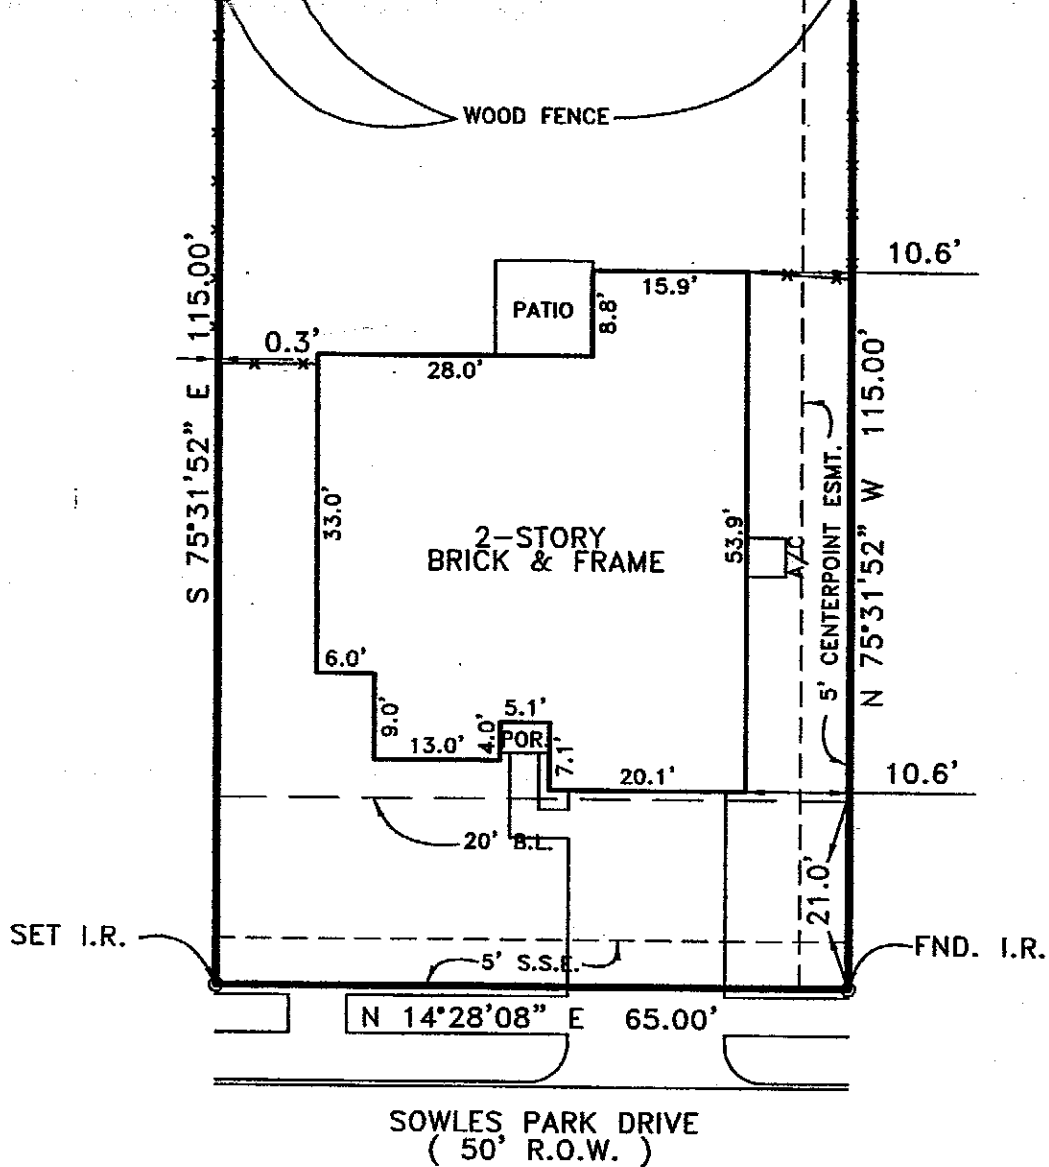 WOOD FENCE
10.6'
15.9'
PATIO
8.8'
S 75°31'52" E 115.00'
0.3'
28.0'
N 75°31'52" W 115.00'
5' CENTERPOINT ESMT.
33.0'
2-STORY
BRICK & FRAME
53.9'
A/C
6.0'
9.0'
5.1'
4.0'
POR.
13.0'
7.1'
20.1'
10.6'
20' B.L.
21.0'
SET I.R.
FND. I.R.
5' S.S.E.
N 14°28'08" E 65.00'
SOWLES PARK DRIVE
( 50' R.O.W. )